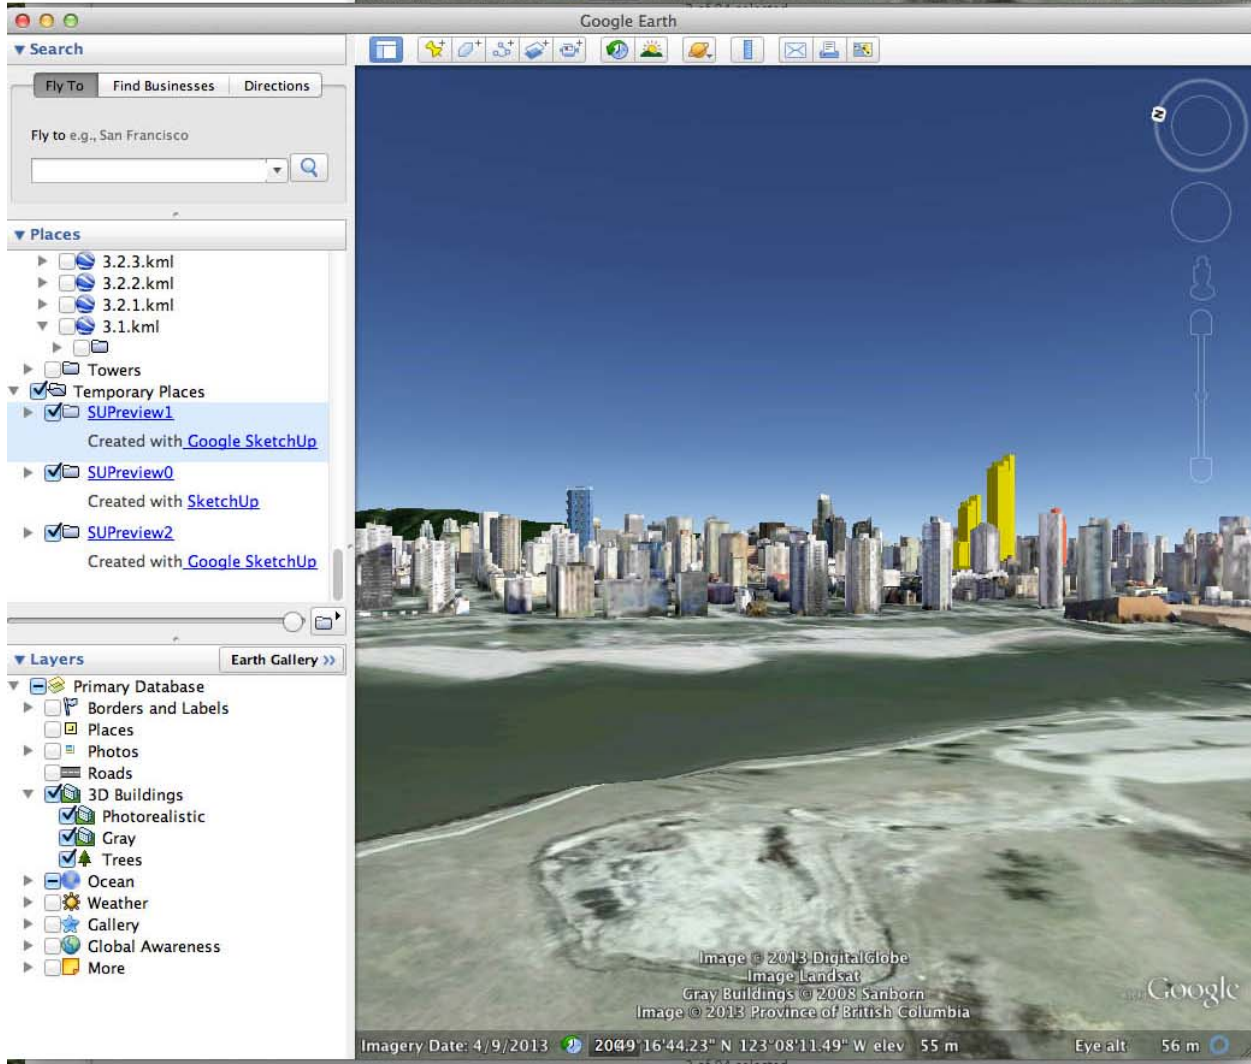 Google Earth
Search
Fly To Find Businesses Directions
Fly to e.g., San Francisco
Places
3.2.3.kml
3.2.2.kml
3.2.1.kml
3.1.kml
Towers
Temporary Places
SUPreview1
Created with Google SketchUp
SUPreview0
Created with SketchUp
SUPreview2
Created with Google SketchUp
Layers Earth Gallery >>
Primary Database
Borders and Labels
Places
Photos
Roads
3D Buildings
Photorealistic
Gray
Trees
Ocean
Weather
Gallery
Global Awareness
More
N
Image © 2013 DigitalGlobe
Image Landsat
Gray Buildings © 2008 Sanborn
Image © 2013 Province of British Columbia
Google
Imagery Date: 4/9/2013 49°16'44.23" N 123°08'11.49" W elev 55 m Eye alt 56 m